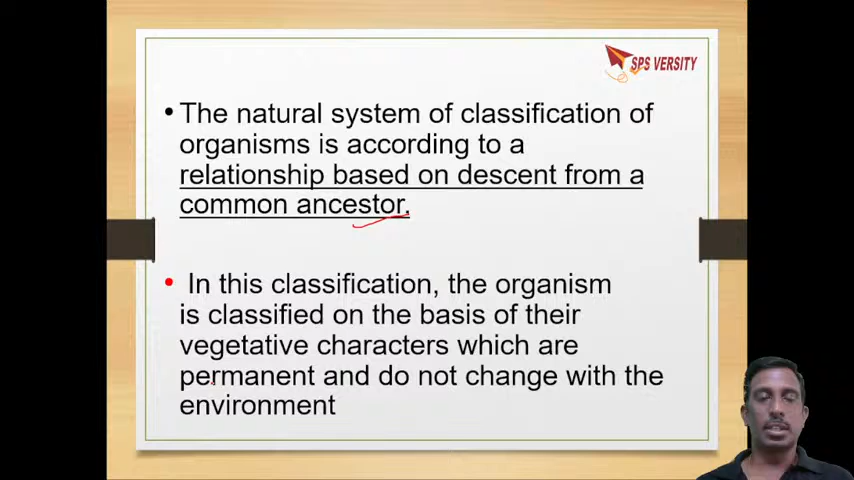 SPS VERSITY
• The natural system of classification of
organisms is according to a
relationship based on descent from a
common ancestor.
• In this classification, the organism
is classified on the basis of their
vegetative characters which are
permanent and do not change with the
environment